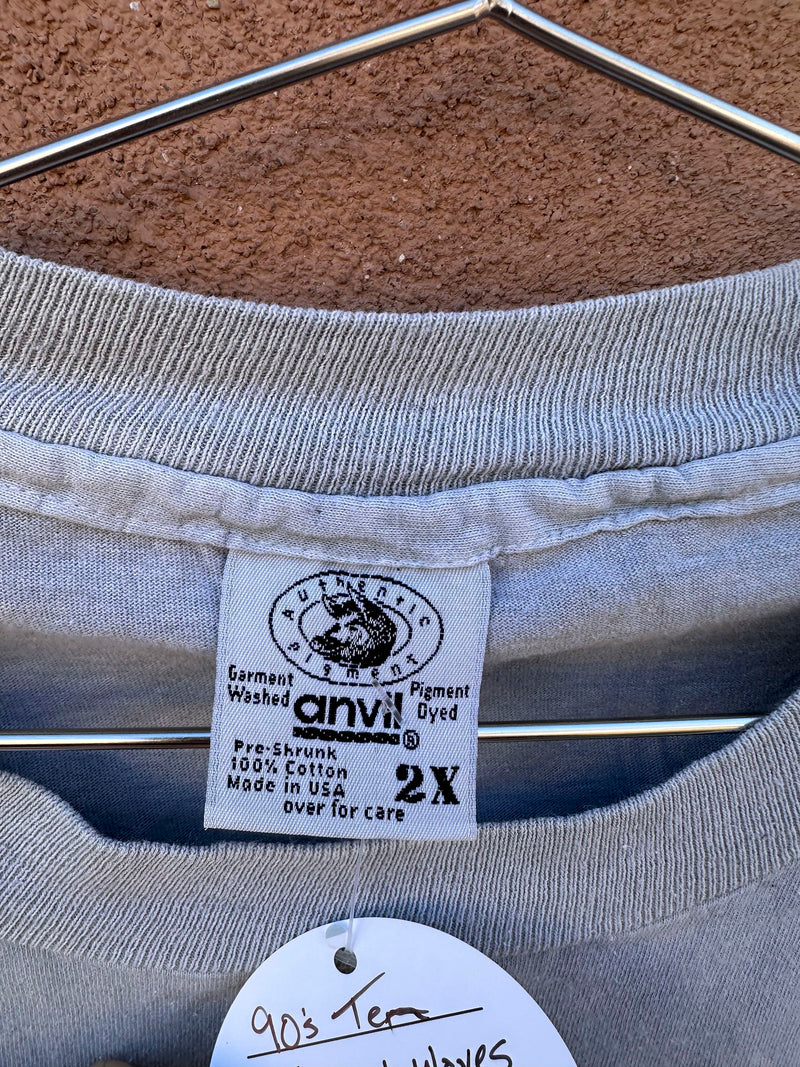 Authentic
Pigment
Garment Washed
Pigment Dyed
anvil®
Pre-Shrunk
100% Cotton
Made in USA
2X
over for care
90's
Waves